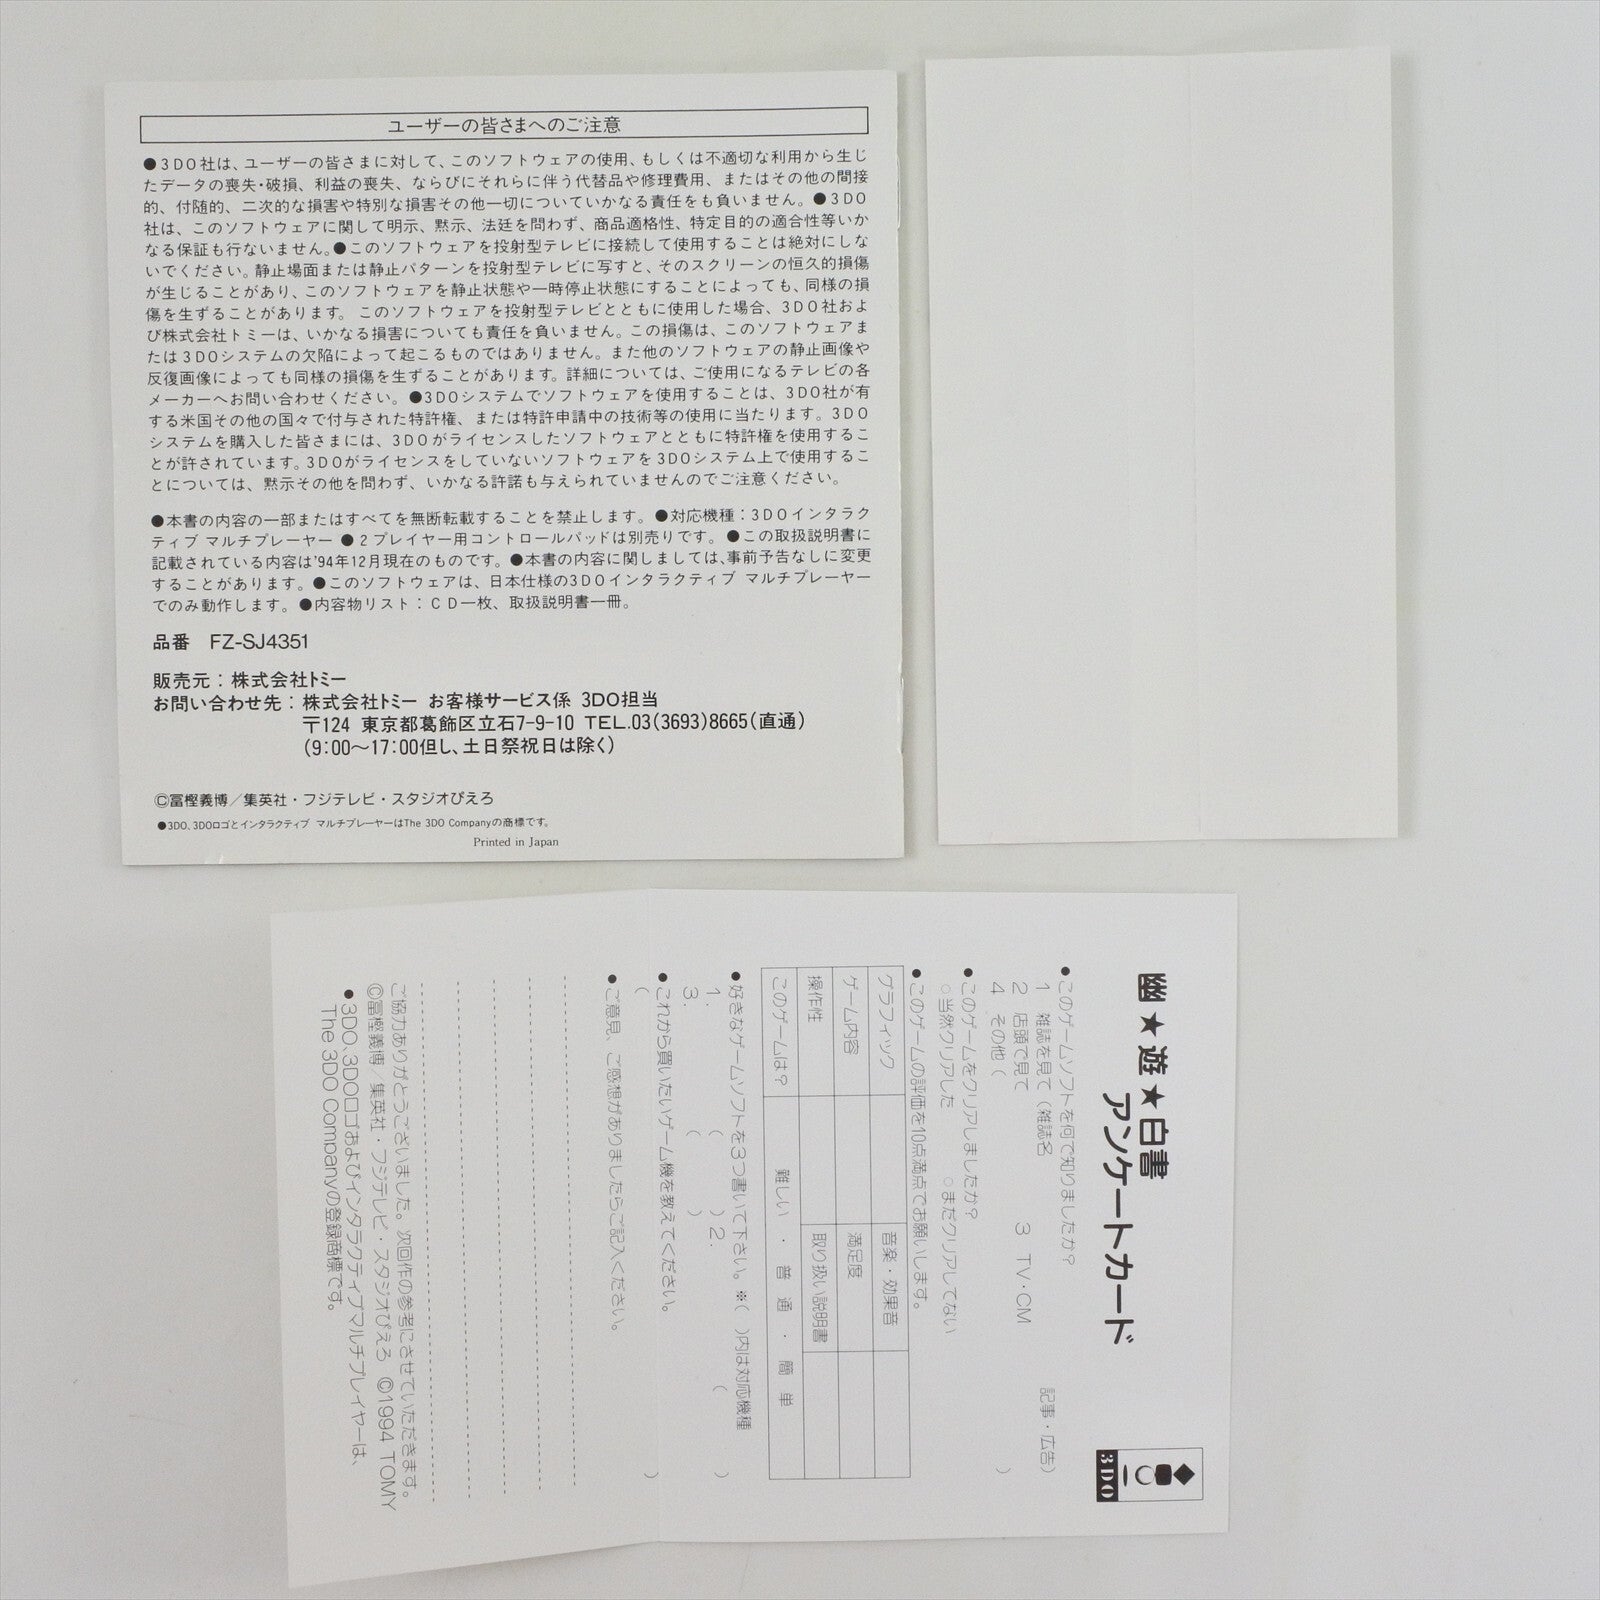 ユーザーの皆さまへのご注意
●3DO社は、ユーザーの皆さまに対して、このソフトウェアの使用、もしくは不適切な利用から生じ
たデータの喪失・破損、利益の喪失、ならびにそれらに伴う代替品や修理費用、またはその他の間接
的、付随的、二次的な損害や特別な損害その他一切についていかなる責任をも負いません。●3DO
社は、このソフトウェアに関して明示、黙示、法廷を問わず、商品適格性、特定目的の適合性等いか
なる保証も行ないません。●このソフトウェアを投射型テレビに接続して使用することは絶対にしな
いでください。静止場面または静止パターンを投射型テレビに写すと、そのスクリーンの恒久的損傷
が生じることがあり、このソフトウェアを静止状態や一時停止状態にすることによっても、同様の損
傷を生ずることがあります。 このソフトウェアを投射型テレビとともに使用した場合、3DO社およ
び株式会社トミーは、いかなる損害についても責任を負いません。この損傷は、このソフトウェアま
たは3DOシステムの欠陥によって起こるものではありません。また他のソフトウェアの静止画像や
反復画像によっても同様の損傷を生ずることがあります。詳細については、ご使用になるテレビの各
メーカーへお問い合わせください。●3DOシステムでソフトウェアを使用することは、3DO社が有
する米国その他の国々で付与された特許権、または特許申請中の技術等の使用に当たります。3DO
システムを購入した皆さまには、3DOがライセンスしたソフトウェアとともに特許権を使用するこ
とが許されています。3DOがライセンスをしていないソフトウェアを3DOシステム上で使用するこ
とについては、黙示その他を問わず、いかなる許諾も与えられていませんのでご注意ください。
●本書の内容の一部またはすべてを無断転載することを禁止します。●対応機種：3DOインタラク
ティブ マルチプレーヤー ●2プレイヤー用コントロールパッドは別売りです。●この取扱説明書に
記載されている内容は'94年12月現在のものです。●本書の内容に関しましては、事前予告なしに変更
することがあります。●このソフトウェアは、日本仕様の3DOインタラクティブ マルチプレーヤー
でのみ動作します。●内容物リスト：CD一枚、取扱説明書一冊。
品番 FZ-SJ4351
販売元：株式会社トミー
お問い合わせ先：株式会社トミー お客様サービス係 3DO担当
〒124 東京都葛飾区立石7-9-10 TEL.03(3693)8665(直通)
(9:00〜17:00但し、土日祭祝日は除く)
©冨樫義博／集英社・フジテレビ・スタジオぴえろ
●3DO、3DOロゴとインタラクティブ マルチプレーヤーはThe 3DO Companyの商標です。
Printed in Japan
幽★遊★白書
アンケートカード
3DO
●このゲームソフトを何で知りましたか？
1 雑誌を見て（雑誌名 記事・広告）
2 店頭で見て 3 TV・CM
4 その他（ ）
●このゲームをクリアしましたか？
○当然クリアした ○まだクリアしてない
●このゲームの評価を10点満点でお願いします。
グラフィック 音楽・効果音
ゲーム内容 満足度
操作性 取り扱い説明書
このゲームは？ 難しい ・ 普通 ・ 簡単
●好きなゲームソフトを3つ書いて下さい。※（ ）内は対応機種
1. （ ）2. （ ）
3. （ ）
●これから買いたいゲーム機を教えてください。
（ ）
●ご意見、ご感想がありましたらご記入ください。
ご協力ありがとうございました。次回作の参考にさせていただきます。
©冨樫義博／集英社・フジテレビ・スタジオぴえろ ©1994 TOMY
●3DO、3DOロゴおよびインタラクティブマルチプレイヤーは、
The 3DO Companyの登録商標です。